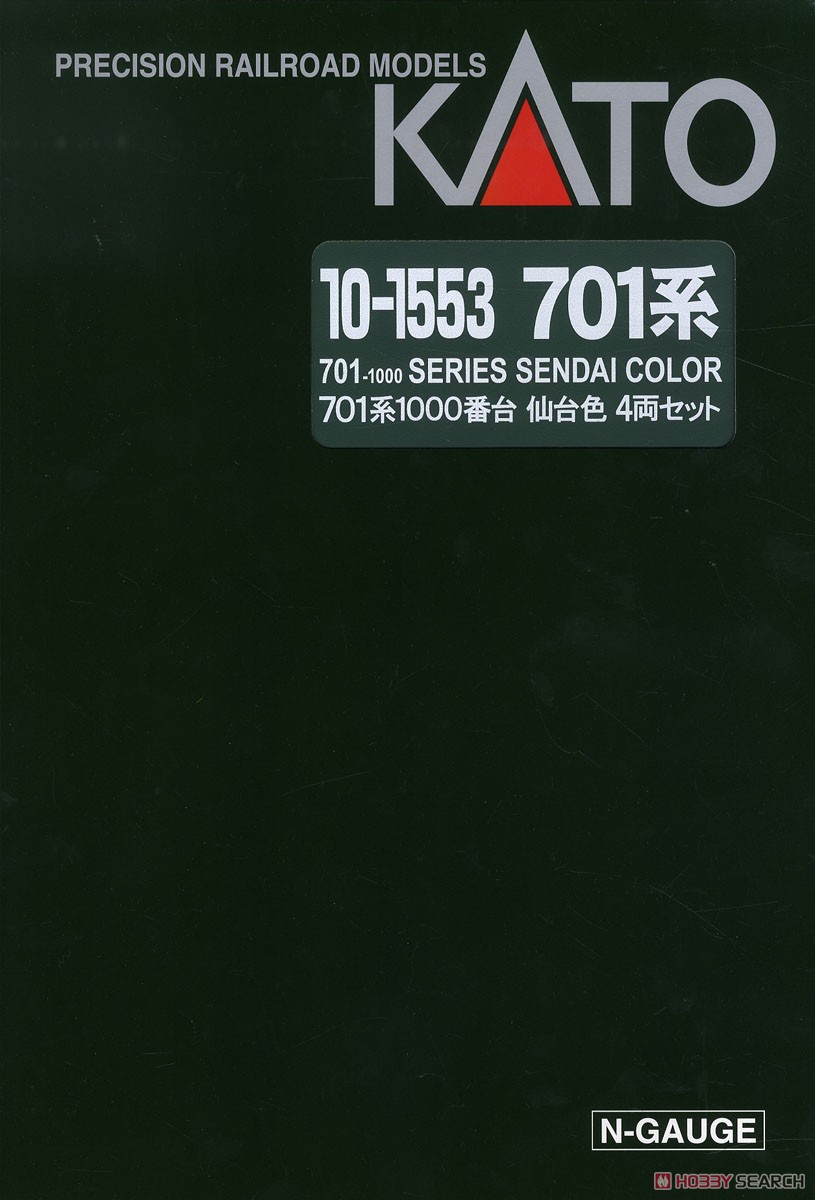 PRECISION RAILROAD MODELS
KATO
10-1553 701系
701-1000 SERIES SENDAI COLOR
701系1000番台 仙台色 4両セット
N-GAUGE
HOBBY SEARCH